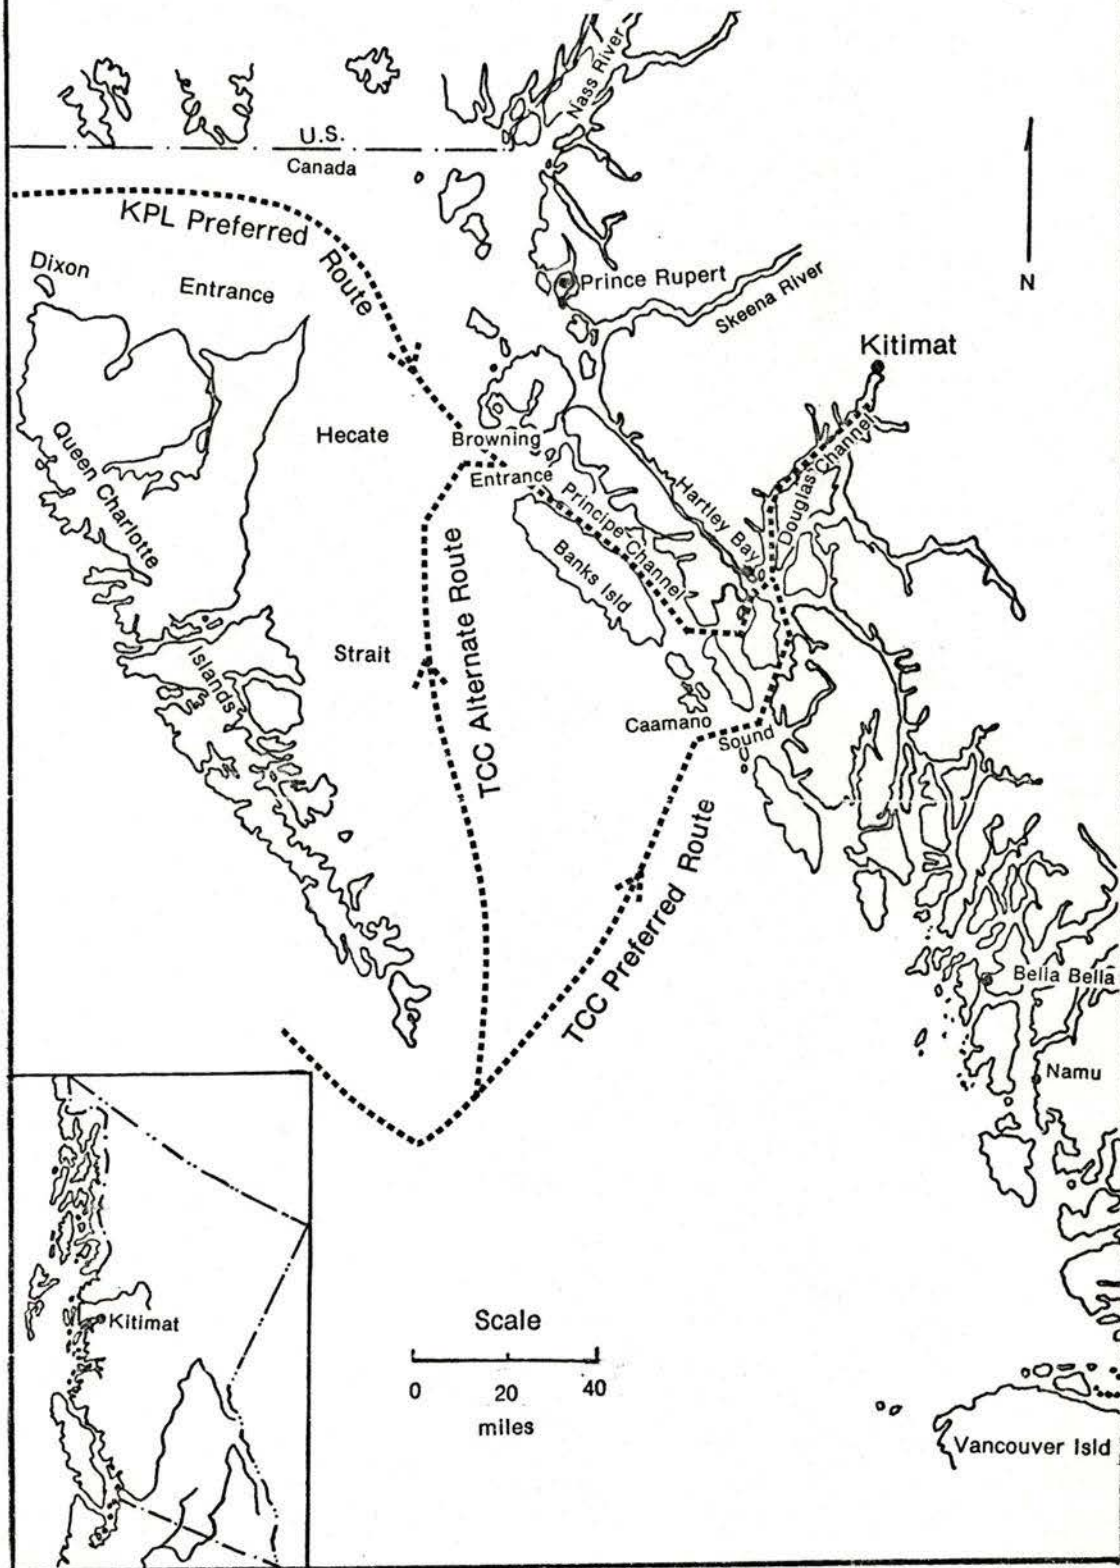 Nass River
U.S.
Canada
KPL Preferred
Route
Dixon
Entrance
Prince Rupert
Skeena River
N
Kitimat
Hecate
Browning
Entrance
Queen Charlotte
Islands
Principe Channel
Banks Isld
Hartley Bay
Douglas Channel
Strait
TCC Alternate Route
Caamano
Sound
TCC Preferred Route
Bella Bella
Namu
Kitimat
Scale
0 20 40
miles
Vancouver Isld